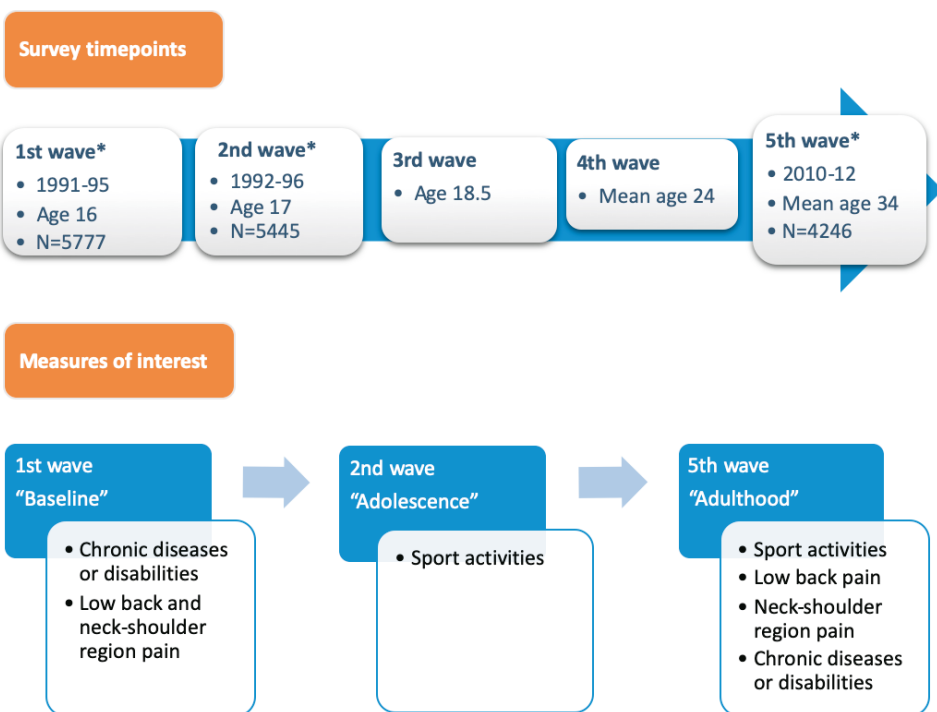 Survey timepoints
1st wave*
• 1991-95
• Age 16
• N=5777
2nd wave*
• 1992-96
• Age 17
• N=5445
3rd wave
• Age 18.5
4th wave
• Mean age 24
5th wave*
• 2010-12
• Mean age 34
• N=4246
Measures of interest
1st wave
“Baseline”
• Chronic diseases
or disabilities
• Low back and
neck-shoulder
region pain
2nd wave
“Adolescence”
• Sport activities
5th wave
“Adulthood”
• Sport activities
• Low back pain
• Neck-shoulder
region pain
• Chronic diseases
or disabilities